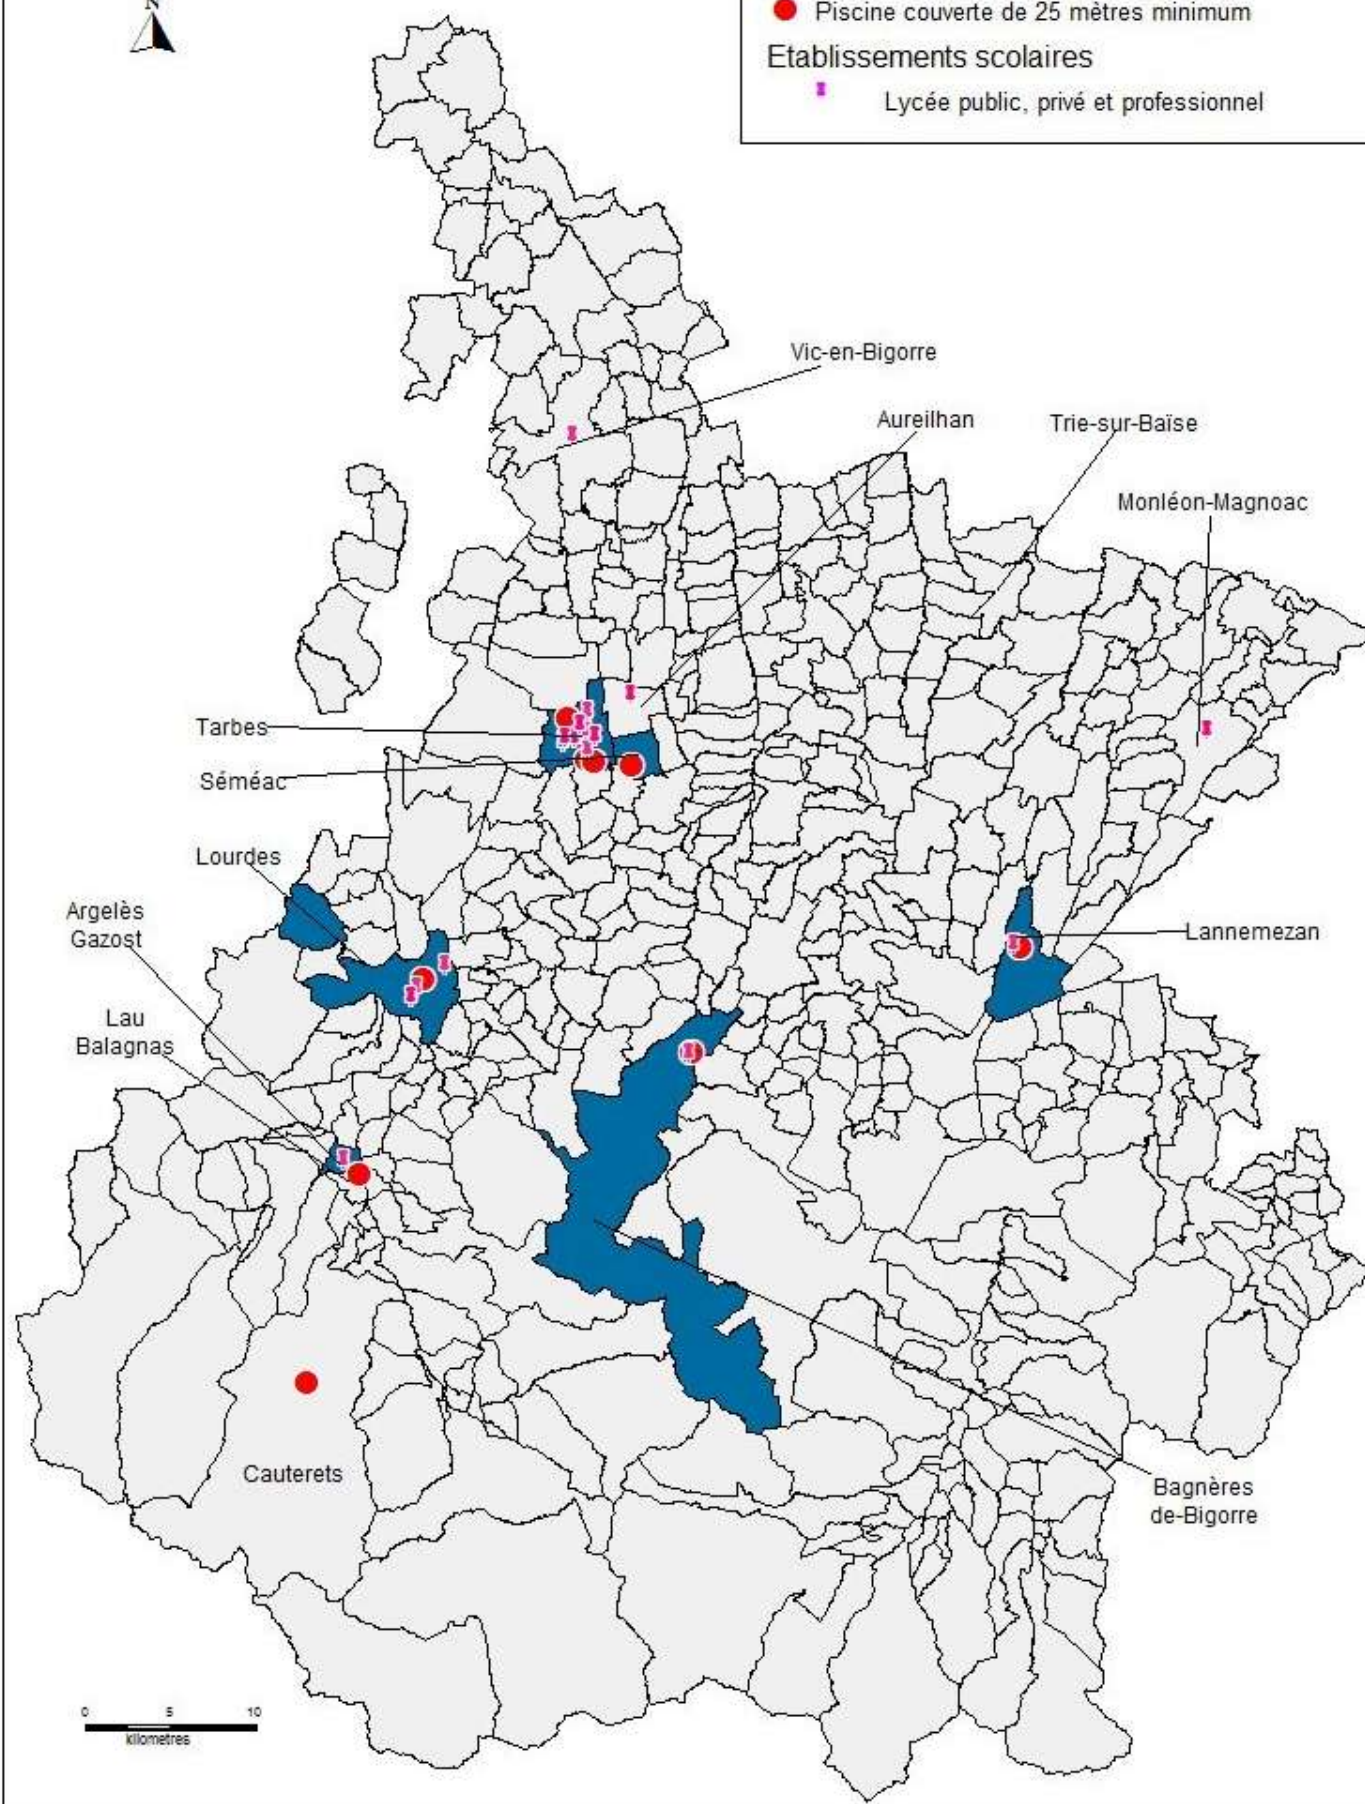 N
Piscine couverte de 25 mètres minimum
Etablissements scolaires
Lycée public, privé et professionnel
Vic-en-Bigorre
Aureilhan
Trie-sur-Baïse
Monléon-Magnoac
Tarbes
Séméac
Lourdes
Argelès
Gazost
Lannemezan
Lau
Balagnas
Cauterets
Bagnères
de-Bigorre
0 5 10
kilometres